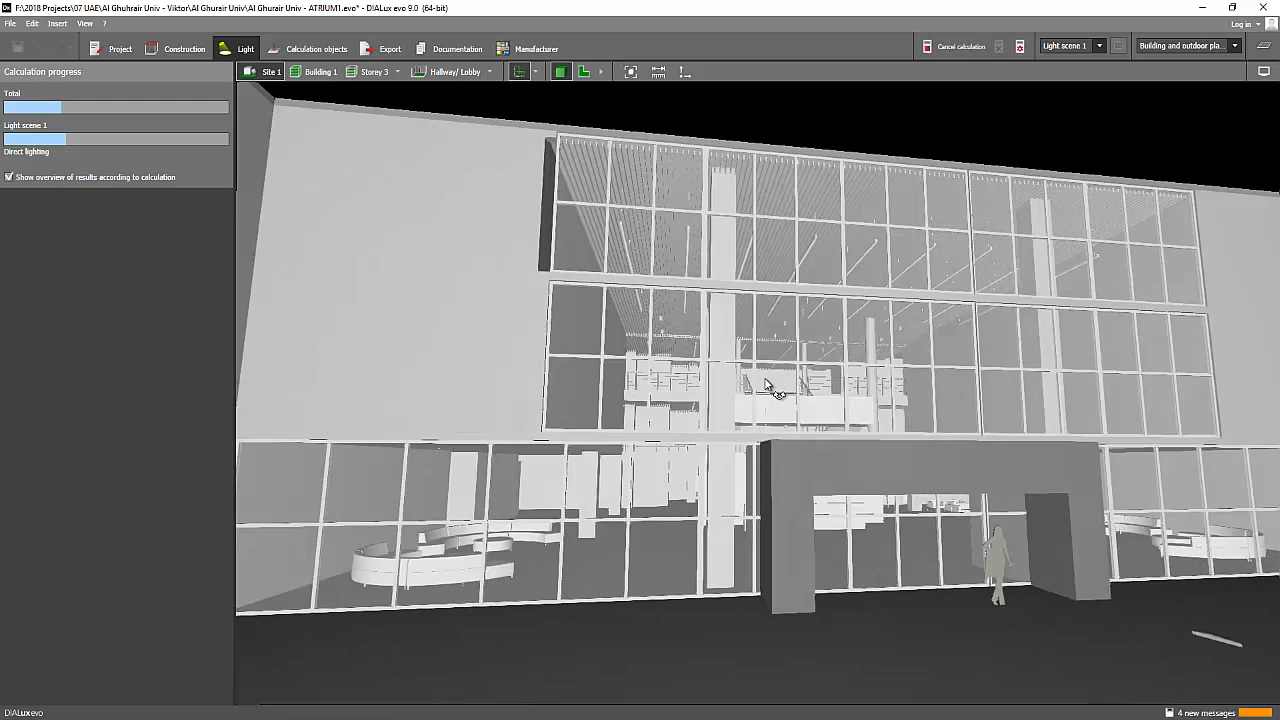 F:\2018 Projects\07 UAE\Al Ghuhrair Univ - Viktor\Al Ghurair Univ\Al Ghurair Univ - ATRIUM1.evo* - DIALux evo 9.0 (64-bit)
File Edit Insert View ? Log in
Project Construction Light Calculation objects Export Documentation Manufacturer Cancel calculation Light scene 1 Building and outdoor pla...
Calculation progress
Site 1 Building 1 Storey 3 Hallway/ Lobby
Total
Light scene 1
Direct lighting
Show overview of results according to calculation
DIALux evo 4 new messages